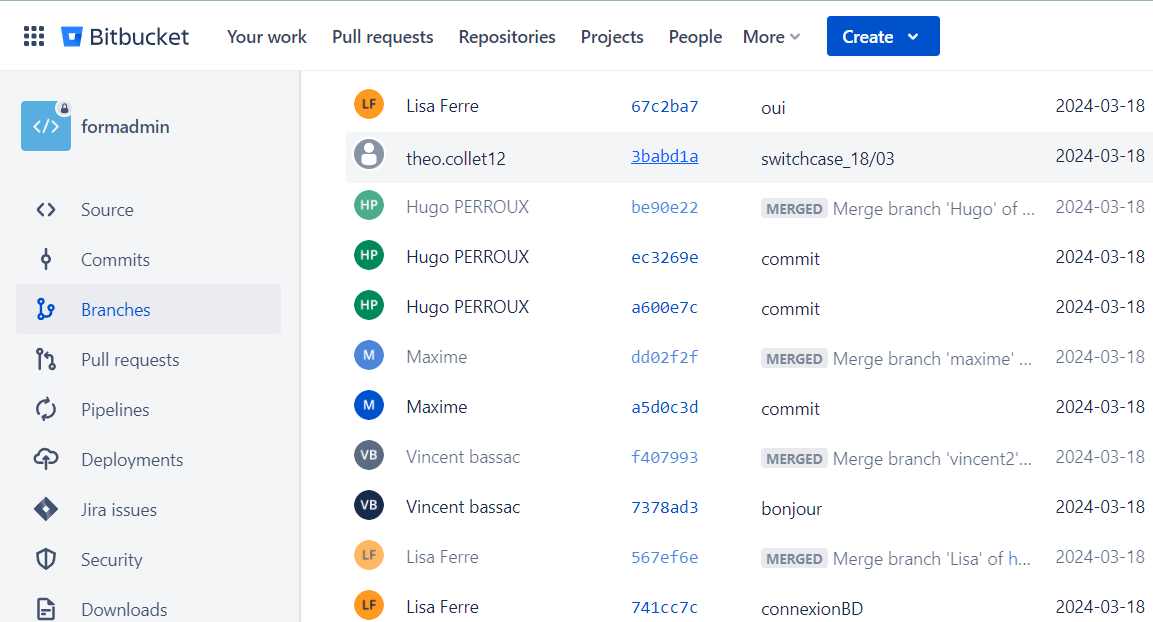 Bitbucket Your work Pull requests Repositories Projects People More Create
formadmin
Source
Commits
Branches
Pull requests
Pipelines
Deployments
Jira issues
Security
Downloads
LF Lisa Ferre 67c2ba7 oui 2024-03-18
theo.collet12 3babd1a switchcase_18/03 2024-03-18
HP Hugo PERROUX be90e22 MERGED Merge branch 'Hugo' of ... 2024-03-18
HP Hugo PERROUX ec3269e commit 2024-03-18
HP Hugo PERROUX a600e7c commit 2024-03-18
M Maxime dd02f2f MERGED Merge branch 'maxime' ... 2024-03-18
M Maxime a5d0c3d commit 2024-03-18
VB Vincent bassac f407993 MERGED Merge branch 'vincent2'... 2024-03-18
VB Vincent bassac 7378ad3 bonjour 2024-03-18
LF Lisa Ferre 567ef6e MERGED Merge branch 'Lisa' of h... 2024-03-18
LF Lisa Ferre 741cc7c connexionBD 2024-03-18